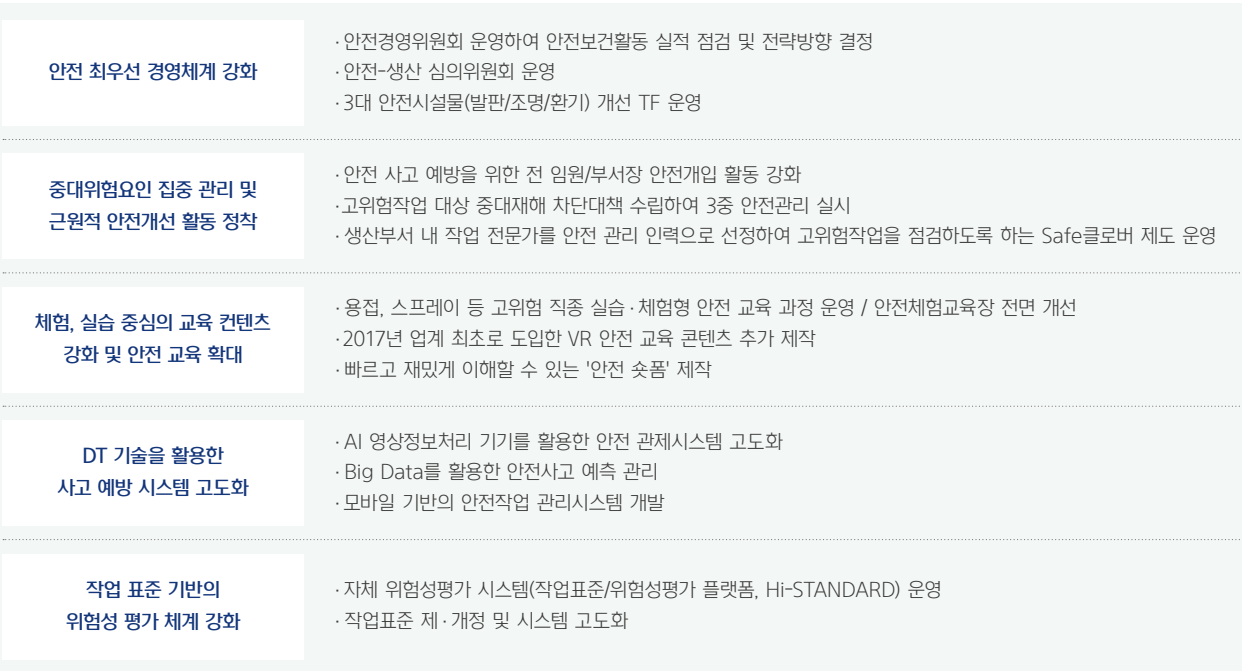 안전 최우선 경영체계 강화
· 안전경영위원회 운영하여 안전보건활동 실적 점검 및 전략방향 결정
· 안전-생산 심의위원회 운영
· 3대 안전시설물(발판/조명/환기) 개선 TF 운영
중대위험요인 집중 관리 및
근원적 안전개선 활동 정착
· 안전 사고 예방을 위한 전 임원/부서장 안전개입 활동 강화
· 고위험작업 대상 중대재해 차단대책 수립하여 3중 안전관리 실시
· 생산부서 내 작업 전문가를 안전 관리 인력으로 선정하여 고위험작업을 점검하도록 하는 Safe클로버 제도 운영
체험, 실습 중심의 교육 컨텐츠
강화 및 안전 교육 확대
· 용접, 스프레이 등 고위험 직종 실습·체험형 안전 교육 과정 운영 / 안전체험교육장 전면 개선
· 2017년 업계 최초로 도입한 VR 안전 교육 콘텐츠 추가 제작
· 빠르고 재밌게 이해할 수 있는 '안전 숏폼' 제작
DT 기술을 활용한
사고 예방 시스템 고도화
· AI 영상정보처리 기기를 활용한 안전 관제시스템 고도화
· Big Data를 활용한 안전사고 예측 관리
· 모바일 기반의 안전작업 관리시스템 개발
작업 표준 기반의
위험성 평가 체계 강화
· 자체 위험성평가 시스템(작업표준/위험성평가 플랫폼, Hi-STANDARD) 운영
· 작업표준 제·개정 및 시스템 고도화